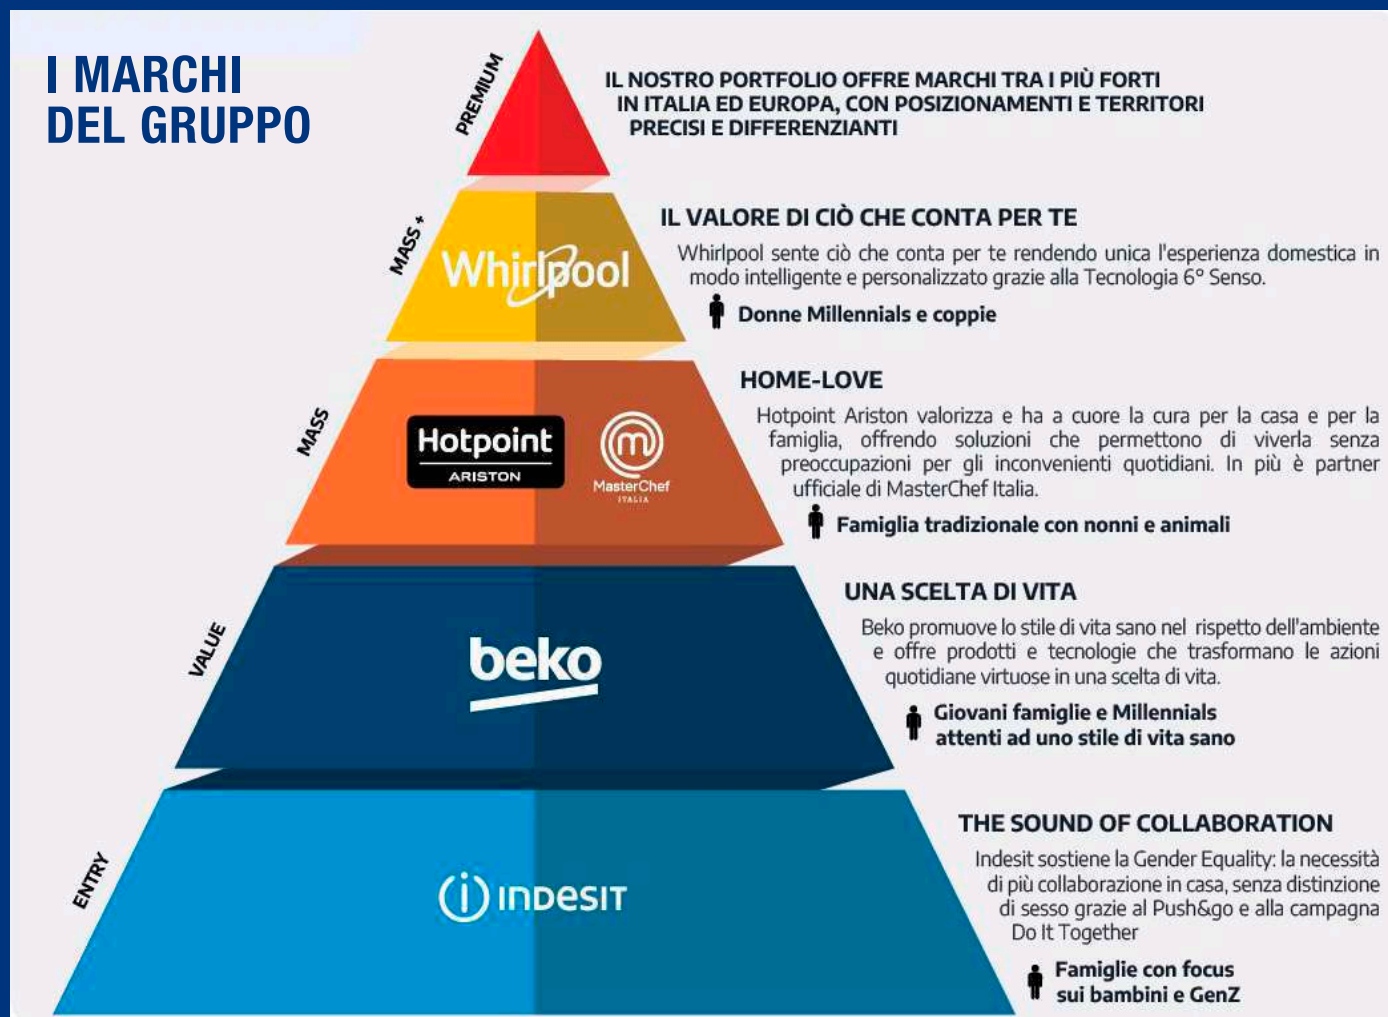 I MARCHI
DEL GRUPPO
PREMIUM
IL NOSTRO PORTFOLIO OFFRE MARCHI TRA I PIÙ FORTI
IN ITALIA ED EUROPA, CON POSIZIONAMENTI E TERRITORI
PRECISI E DIFFERENZIANTI
MASS +
Whirlpool
IL VALORE DI CIÒ CHE CONTA PER TE
Whirlpool sente ciò che conta per te rendendo unica l'esperienza domestica in
modo intelligente e personalizzato grazie alla Tecnologia 6° Senso.
Donne Millennials e coppie
MASS
Hotpoint
ARISTON
m
MasterChef
ITALIA
HOME-LOVE
Hotpoint Ariston valorizza e ha a cuore la cura per la casa e per la
famiglia, offrendo soluzioni che permettono di viverla senza
preoccupazioni per gli inconvenienti quotidiani. In più è partner
ufficiale di MasterChef Italia.
Famiglia tradizionale con nonni e animali
VALUE
beko
UNA SCELTA DI VITA
Beko promuove lo stile di vita sano nel rispetto dell'ambiente
e offre prodotti e tecnologie che trasformano le azioni
quotidiane virtuose in una scelta di vita.
Giovani famiglie e Millennials
attenti ad uno stile di vita sano
ENTRY
i INDESIT
THE SOUND OF COLLABORATION
Indesit sostiene la Gender Equality: la necessità
di più collaborazione in casa, senza distinzione
di sesso grazie al Push&go e alla campagna
Do It Together
Famiglie con focus
sui bambini e GenZ